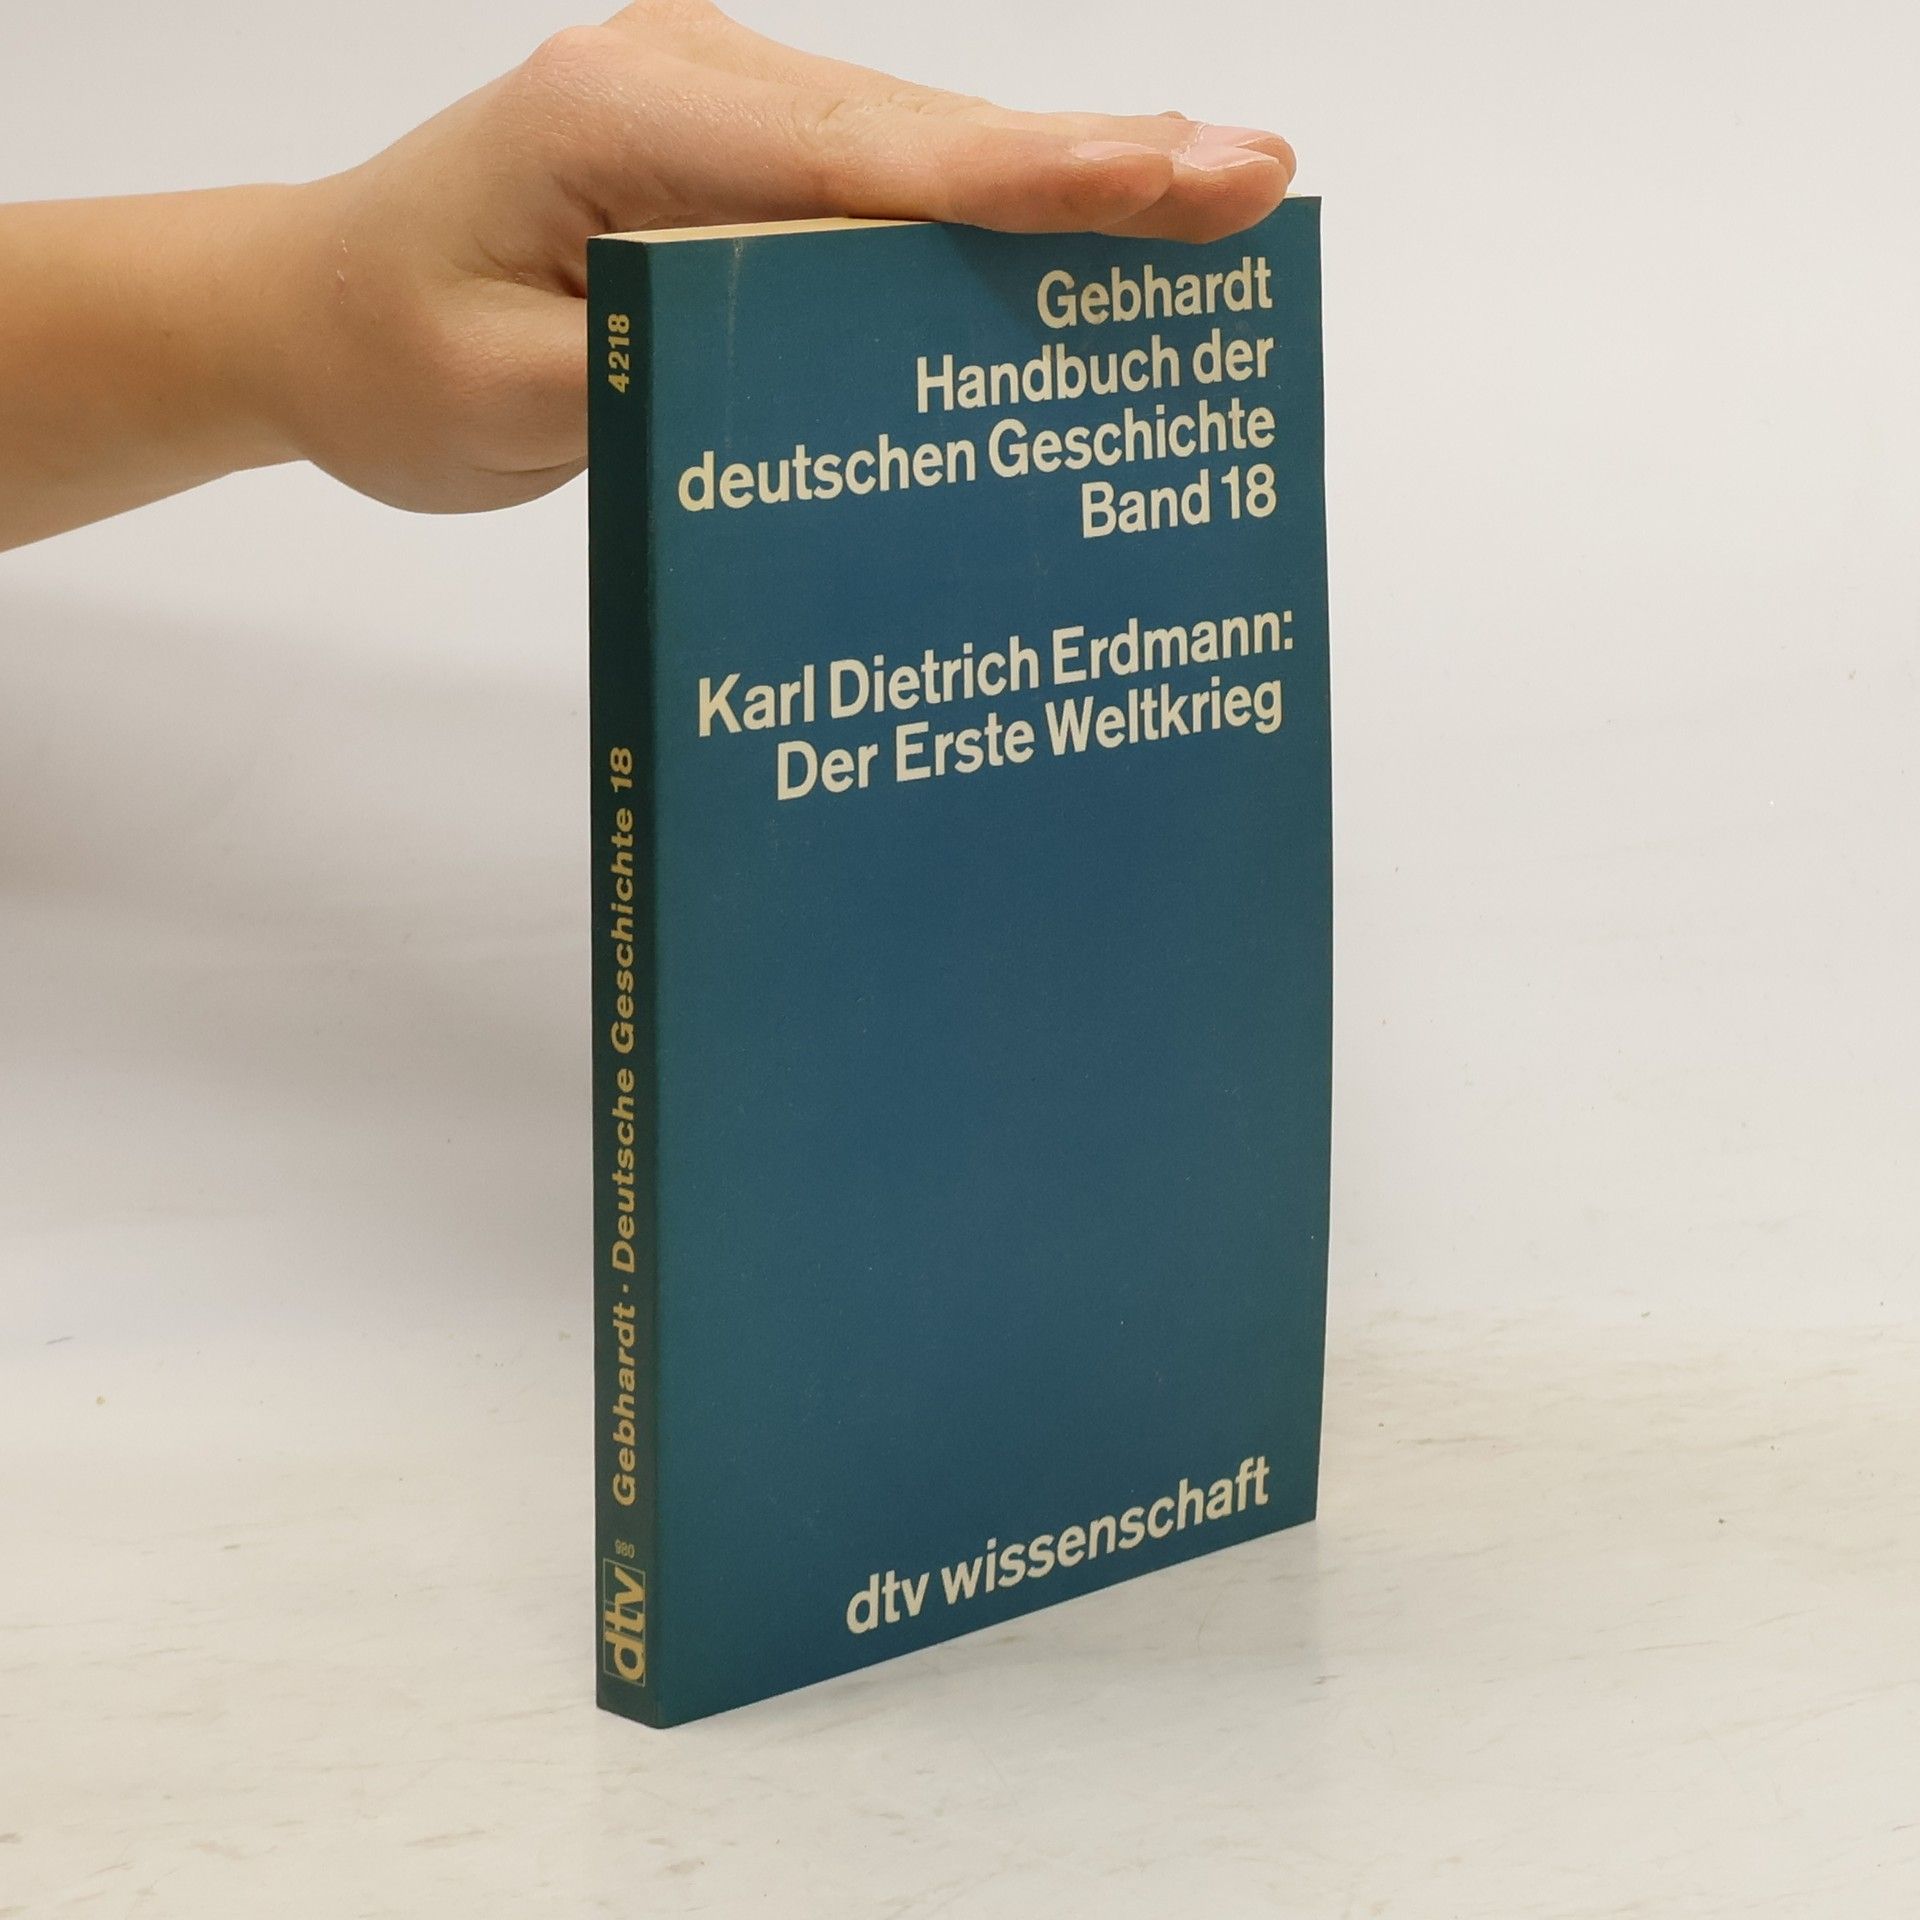 Gebhardt
Handbuch der
deutschen Geschichte
Band 18
Karl Dietrich Erdmann:
Der Erste Weltkrieg
dtv wissenschaft
4218
Gebhardt · Deutsche Geschichte 18
980
dtv